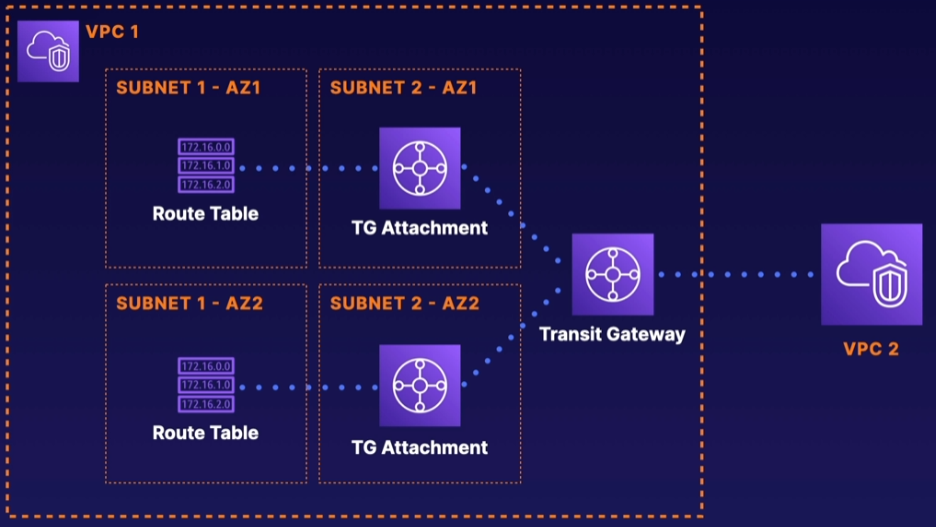 VPC 1
SUBNET 1 - AZ1
SUBNET 2 - AZ1
172.16.0.0
172.16.1.0
172.16.2.0
Route Table
TG Attachment
SUBNET 1 - AZ2
SUBNET 2 - AZ2
172.16.0.0
172.16.1.0
172.16.2.0
Route Table
TG Attachment
Transit Gateway
VPC 2